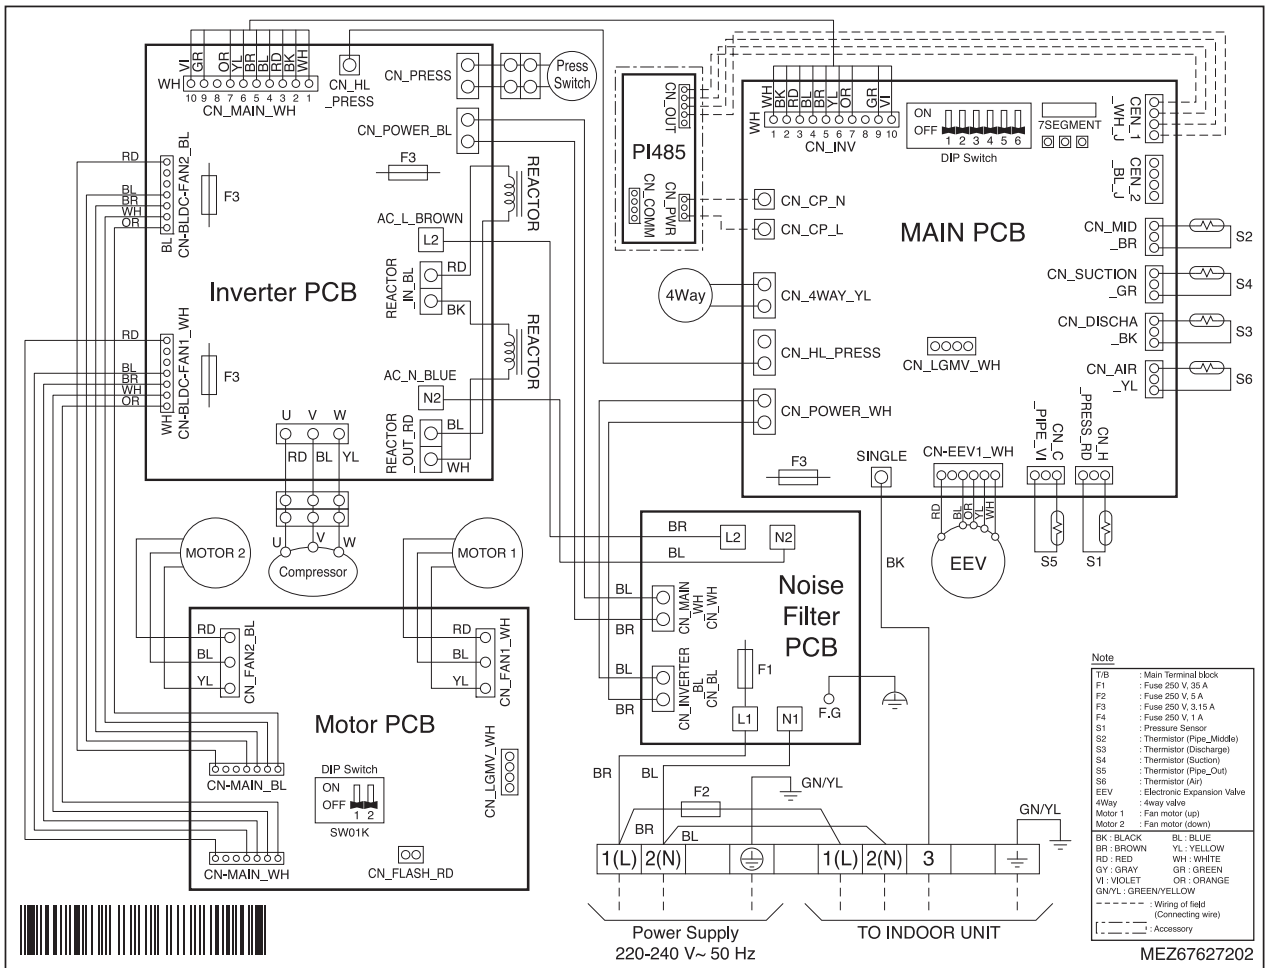 VI GR OR YL BR BL RD BK WH
WH
10 9 8 7 6 5 4 3 2 1
CN_MAIN_WH
CN_HL
_PRESS
CN_PRESS
Press
Switch
CN_POWER_BL
F3
REACTOR
RD
BL
BR
WH
OR
BL
CN-BLDC-FAN2_BL
F3
AC_L_BROWN
L2
REACTOR
_IN_BL
RD
BK
Inverter PCB
REACTOR
RD
BL
BR
WH
OR
WH
CN-BLDC-FAN1_WH
F3
AC_N_BLUE
N2
REACTOR
_OUT_RD
BL
WH
U V W
RD BL YL
U V W
Compressor
MOTOR 2
MOTOR 1
RD
BL
YL
CN_FAN2_BL
RD
BL
YL
CN_FAN1_WH
Motor PCB
CN-MAIN_BL
DIP Switch
ON
OFF
1 2
SW01K
CN_LGMV_WH
CN-MAIN_WH
CN_FLASH_RD
CN_OUT
PI485
CN_COMM
CN_PWR
WH BK RD BL BR YL OR GR VI
WH
1 2 3 4 5 6 7 8 9 10
CN_INV
ON
OFF
1 2 3 4 5 6
DIP Switch
7SEGMENT
CEN_1
_WH_J
CEN_2
_BL_J
CN_CP_N
CN_CP_L
MAIN PCB
CN_MID
_BR
S2
CN_SUCTION
_GR
S4
CN_DISCHA
_BK
S3
CN_AIR
_YL
S6
4Way
CN_4WAY_YL
CN_HL_PRESS
CN_LGMV_WH
CN_POWER_WH
F3
SINGLE
CN-EEV1_WH
RD BL OR YL WH
EEV
CN_C
_PIPE_VI
S5
CN_H
_PRESS_RD
S1
BK
BR
BL
L2
N2
Noise
Filter
PCB
BL
BR
CN_MAIN
_WH
CN_WH
BL
BR
CN_INVERTER
_BL
CN_BL
F1
L1
N1
F.G
BR
BL
GN/YL
F2
BR
BL
GN/YL
1(L) 2(N) 1(L) 2(N) 3
Power Supply
220-240 V~ 50 Hz
TO INDOOR UNIT
Note
T/B : Main Terminal block
F1 : Fuse 250 V, 35 A
F2 : Fuse 250 V, 5 A
F3 : Fuse 250 V, 3.15 A
F4 : Fuse 250 V, 1 A
S1 : Pressure Sensor
S2 : Thermistor (Pipe_Middle)
S3 : Thermistor (Discharge)
S4 : Thermistor (Suction)
S5 : Thermistor (Pipe_Out)
S6 : Thermistor (Air)
EEV : Electronic Expansion Valve
4Way : 4way valve
Motor 1 : Fan motor (up)
Motor 2 : Fan motor (down)
BK : BLACK BL : BLUE
BR : BROWN YL : YELLOW
RD : RED WH : WHITE
GY : GRAY GR : GREEN
VI : VIOLET OR : ORANGE
GN/YL : GREEN/YELLOW
: Wiring of field
(Connecting wire)
: Accessory
MEZ67627202